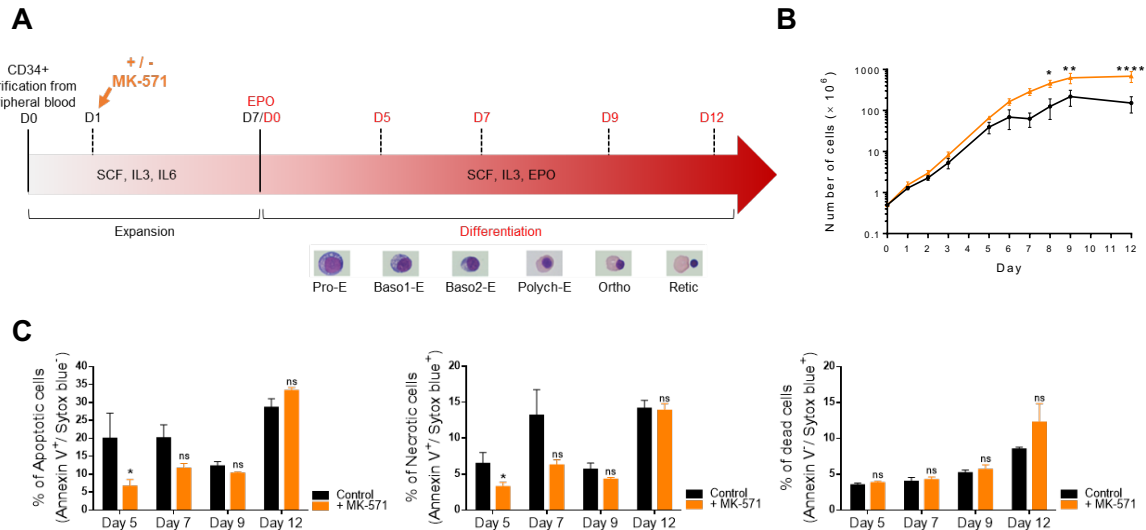 A
+ / -
MK-571
CD34+
rification from
ripheral blood
D0
D1
EPO
D7/D0
D5
D7
D9
D12
SCF, IL3, IL6
SCF, IL3, EPO
Expansion
Differentiation
Pro-E
Baso1-E
Baso2-E
Polych-E
Ortho
Retic
B
Number of cells (× 10⁶)
1000
100
10
1
0.1
* ** ****
0 1 2 3 4 5 6 7 8 9 10 11 12
Day
C
% of Apoptotic cells
(Annexin V⁺/ Sytox blue⁻)
40
35
30
25
20
15
10
5
0
* ns ns ns
Control
+ MK-571
Day 5 Day 7 Day 9 Day 12
% of Necrotic cells
(Annexin V⁺/ Sytox blue⁺)
20
15
10
5
0
* ns ns ns
Control
+ MK-571
Day 5 Day 7 Day 9 Day 12
% of dead cells
(Annexin V⁻/ Sytox blue⁺)
20
15
10
5
0
ns ns ns ns
Control
+ MK-571
Day 5 Day 7 Day 9 Day 12